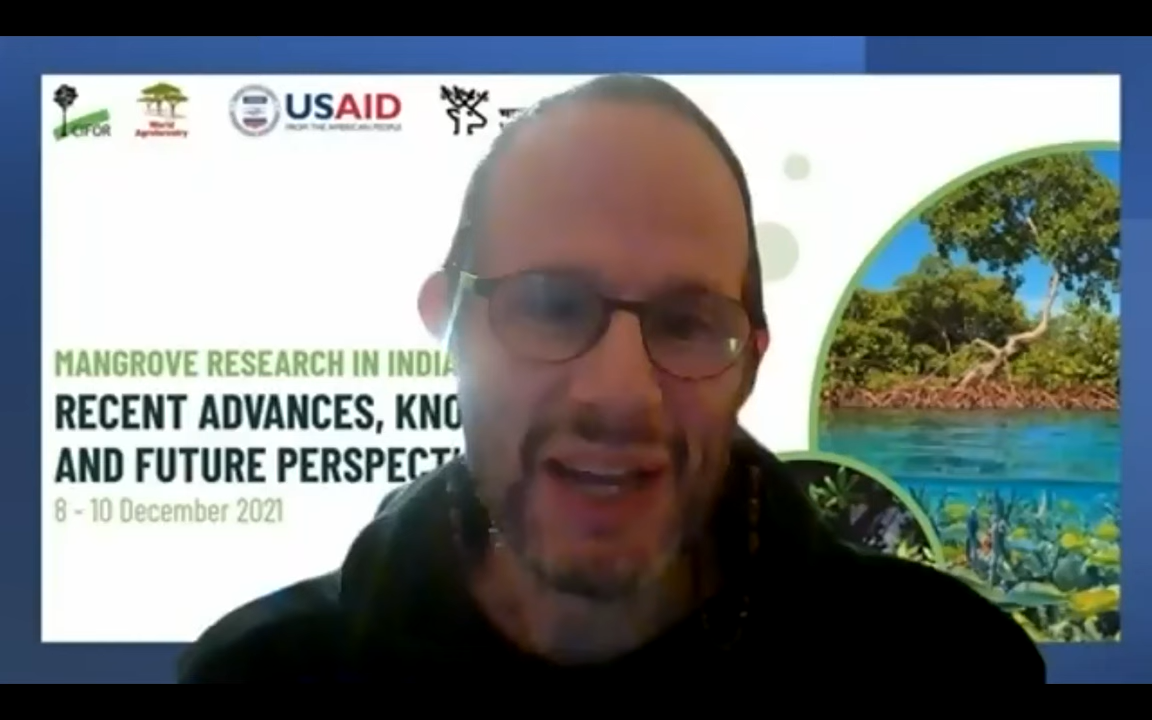 CIFOR
World
Agroforestry
USAID
FROM THE AMERICAN PEOPLE
MANGROVE RESEARCH IN INDIA
RECENT ADVANCES, KNO
AND FUTURE PERSPECT
8 - 10 December 2021